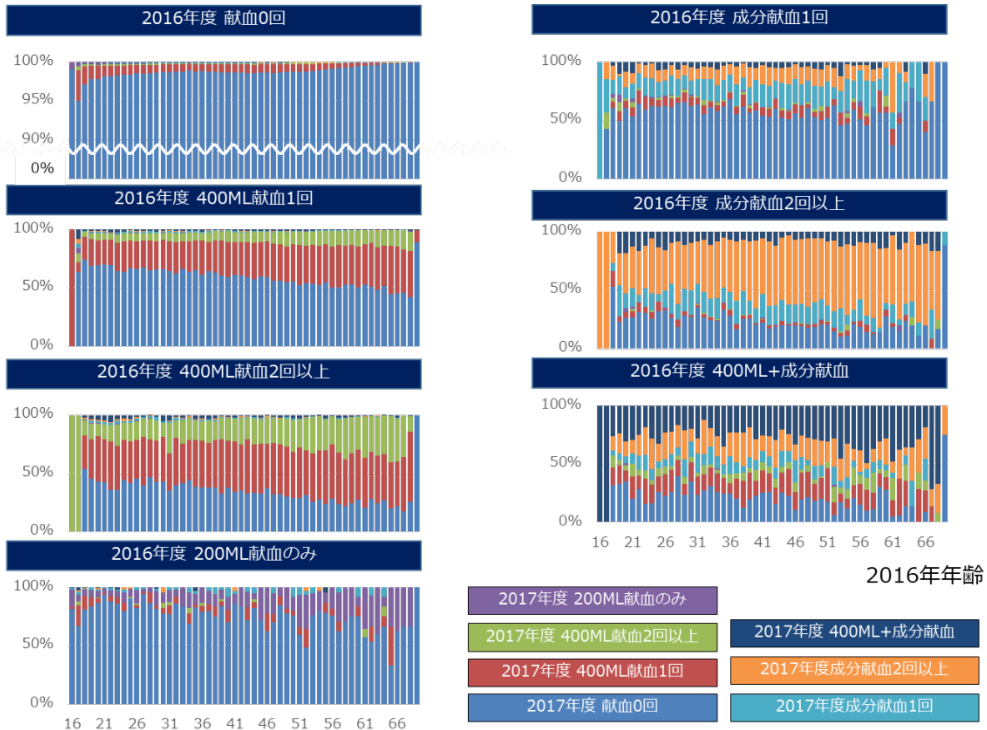 2016年度 献血0回
100%
95%
90%
0%
2016年度 400ML献血1回
100%
50%
0%
2016年度 400ML献血2回以上
100%
50%
0%
2016年度 200ML献血のみ
100%
50%
0%
16 21 26 31 36 41 46 51 56 61 66
2016年度 成分献血1回
100%
50%
0%
2016年度 成分献血2回以上
100%
50%
0%
2016年度 400ML+成分献血
100%
50%
0%
16 21 26 31 36 41 46 51 56 61 66
2016年年齢
2017年度 200ML献血のみ
2017年度 400ML献血2回以上
2017年度 400ML献血1回
2017年度 献血0回
2017年度 400ML+成分献血
2017年度成分献血2回以上
2017年度成分献血1回